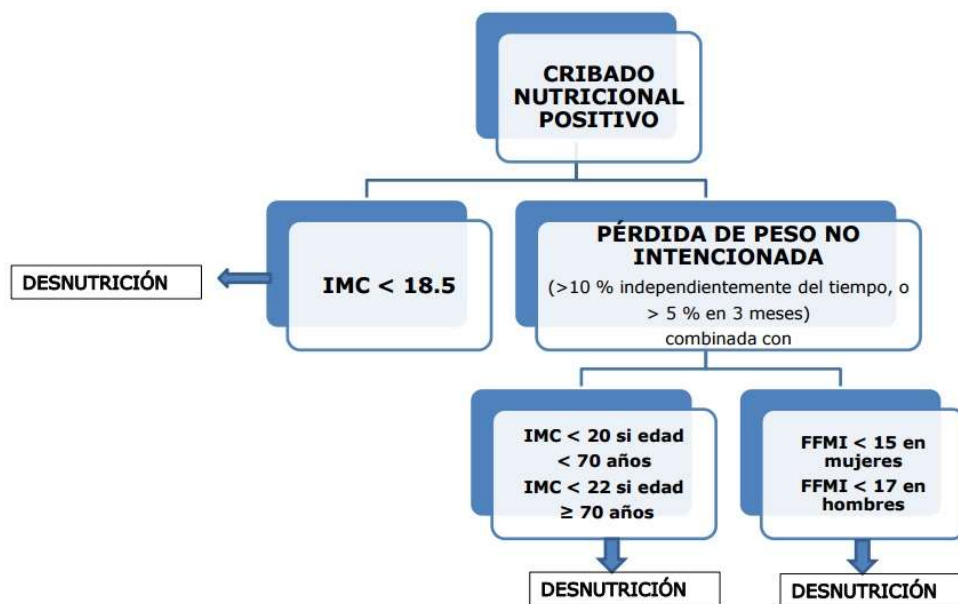 CRIBADO
NUTRICIONAL
POSITIVO
DESNUTRICIÓN
IMC < 18.5
PÉRDIDA DE PESO NO
INTENCIONADA
(>10 % independientemente del tiempo, o
> 5 % en 3 meses)
combinada con
IMC < 20 si edad
< 70 años
IMC < 22 si edad
≥ 70 años
FFMI < 15 en
mujeres
FFMI < 17 en
hombres
DESNUTRICIÓN
DESNUTRICIÓN